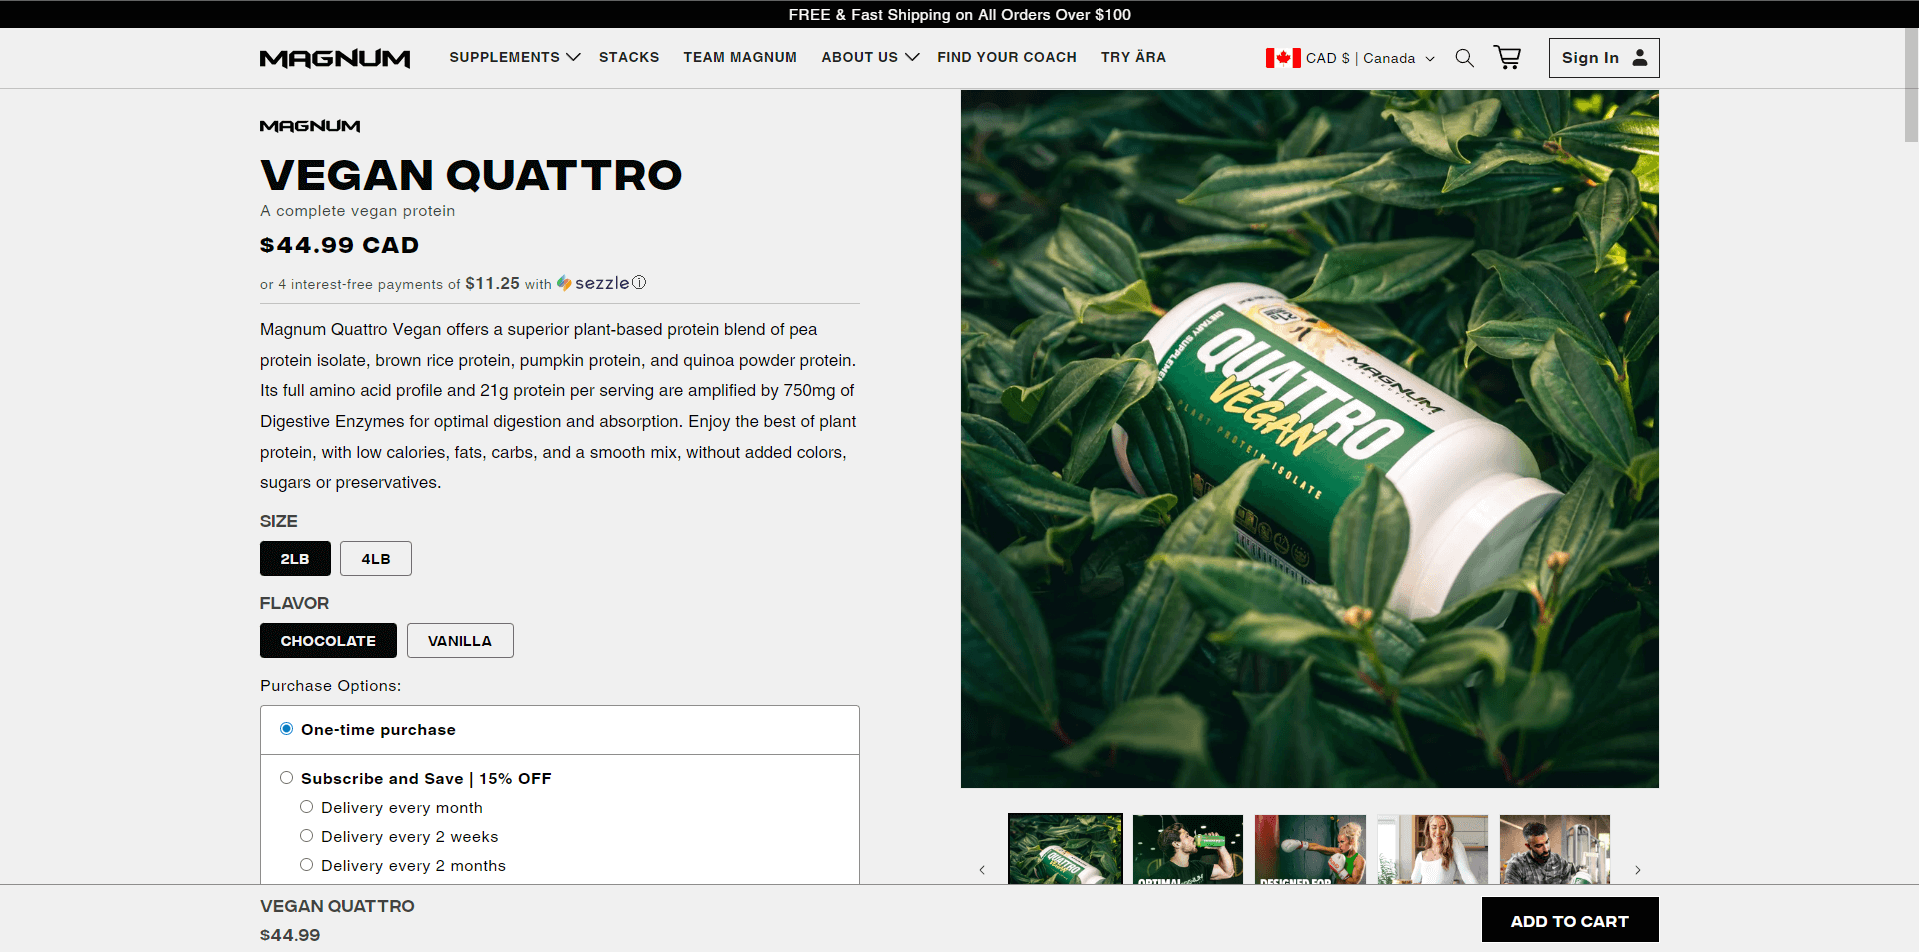 FREE & Fast Shipping on All Orders Over $100
MAGNUM
SUPPLEMENTS
STACKS
TEAM MAGNUM
ABOUT US
FIND YOUR COACH
TRY ÄRA
CAD $ | Canada
Sign In
MAGNUM
VEGAN QUATTRO
A complete vegan protein
$44.99 CAD
or 4 interest-free payments of $11.25 with sezzle
Magnum Quattro Vegan offers a superior plant-based protein blend of pea
protein isolate, brown rice protein, pumpkin protein, and quinoa powder protein.
Its full amino acid profile and 21g protein per serving are amplified by 750mg of
Digestive Enzymes for optimal digestion and absorption. Enjoy the best of plant
protein, with low calories, fats, carbs, and a smooth mix, without added colors,
sugars or preservatives.
SIZE
2LB
4LB
FLAVOR
CHOCOLATE
VANILLA
Purchase Options:
One-time purchase
Subscribe and Save | 15% OFF
Delivery every month
Delivery every 2 weeks
Delivery every 2 months
DIETARY SUPPLEMEN
MAGNUM
QUATTRO
VEGAN
PLANT PROTEIN ISOLATE
OPTIMAL
DESIGNED FOR
VEGAN QUATTRO
$44.99
ADD TO CART